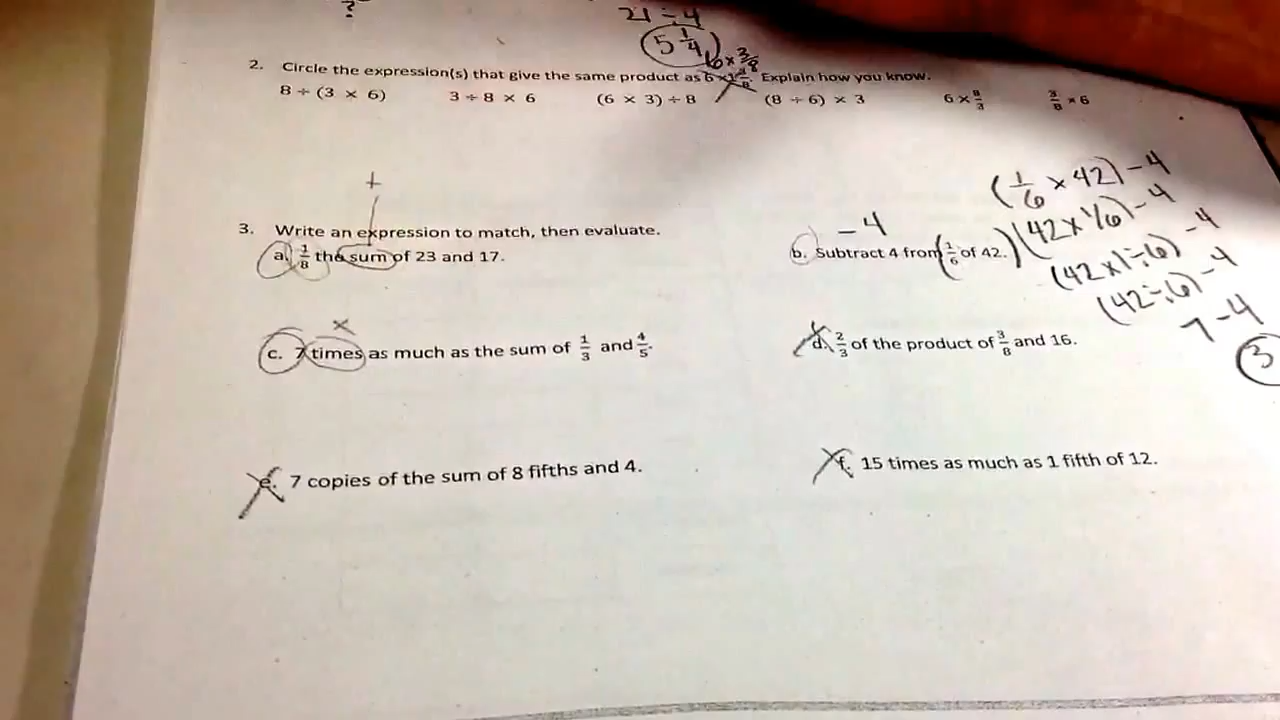 ?
21 ÷ 4
5 1/4
6 × 3/8
2. Circle the expression(s) that give the same product as 6 × Explain how you know.
8 ÷ (3 × 6) 3 ÷ 8 × 6 (6 × 3) ÷ 8 (8 ÷ 6) × 3 6 × 8/3 3/8 × 6
(1/6 × 42) - 4
+
3. Write an expression to match, then evaluate.
- 4
(42 × 1/6) - 4
a. 1/8 the sum of 23 and 17.
b. Subtract 4 from (1/6 of 42.)
(42 × 1 ÷ 6) - 4
(42 ÷ 6) - 4
×
7 - 4
c. 7 times as much as the sum of 1/3 and 4/5.
d. 2/3 of the product of 3/8 and 16.
3
e. 7 copies of the sum of 8 fifths and 4.
f. 15 times as much as 1 fifth of 12.